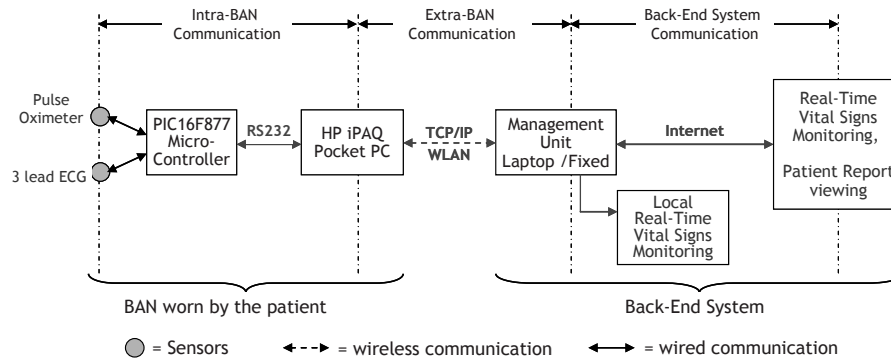 Intra-BAN
Communication
Extra-BAN
Communication
Back-End System
Communication
Pulse
Oximeter
3 lead ECG
PIC16F877
Micro-
Controller
RS232
HP iPAQ
Pocket PC
TCP/IP
WLAN
Management
Unit
Laptop /Fixed
Internet
Real-Time
Vital Signs
Monitoring,
Patient Report
viewing
Local
Real-Time
Vital Signs
Monitoring
BAN worn by the patient
Back-End System
= Sensors
= wireless communication
= wired communication